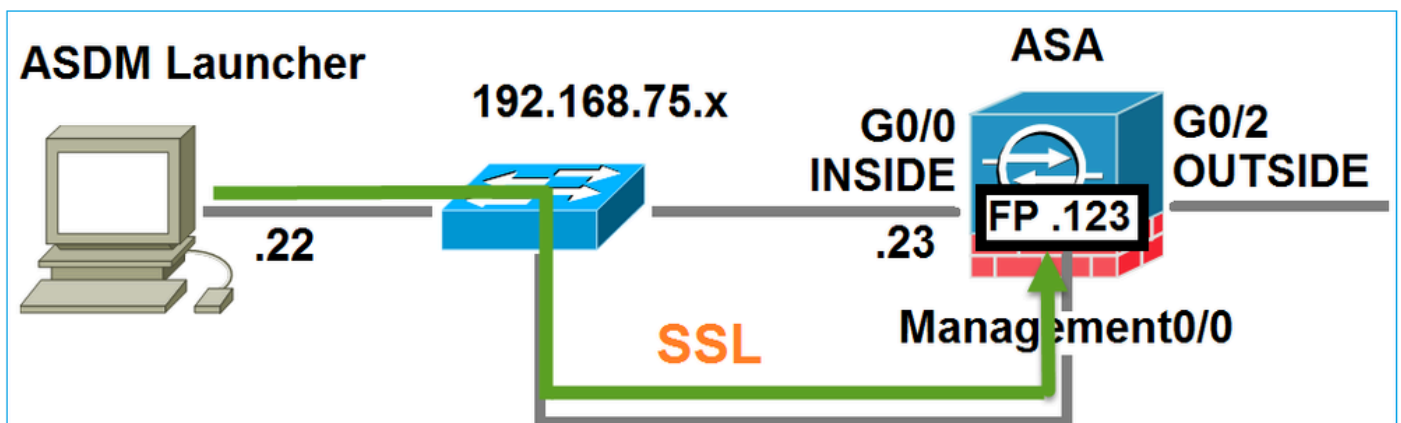 ASDM Launcher
192.168.75.x
ASA
G0/0
INSIDE
G0/2
OUTSIDE
FP .123
.22
.23
SSL
Management0/0